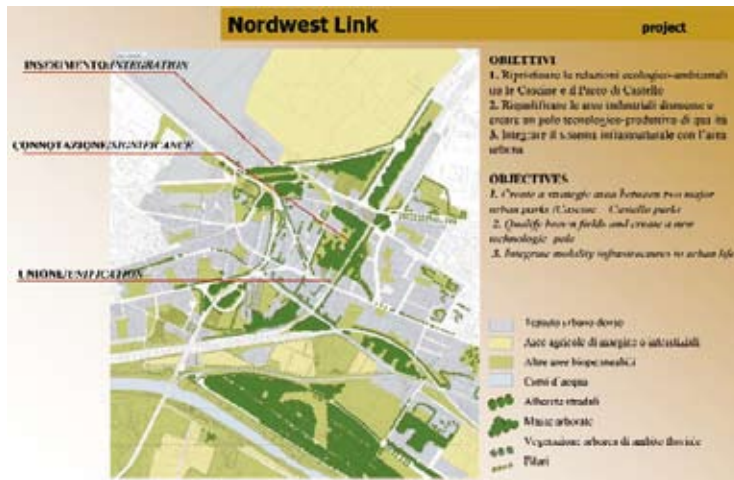 Nordwest Link
project
INSERIMENTO/INTEGRATION
CONNOTAZIONE/SIGNIFICANCE
UNIONE/UNIFICATION
OBIETTIVI
1. Ripristinare le relazioni ecologico-ambientali
tra le Cascine e il Parco di Castello
2. Riqualificare le aree industriali dismesse e
creare un polo tecnologico-produttivo di qualità
3. Integrare il sistema infrastrutturale con l'area
urbana
OBJECTIVES
1. Create a strategic area between two major
urban parks (Cascine - Castello parks
2. Qualify brown fields and create a new
technologic pole
3. Integrate mobility infrastructures to urban life
Tessuto urbano denso
Aree agricole di margine o interstiziali
Altre aree biopermeabili
Corsi d'acqua
Alberate stradali
Masse arborate
Vegetazione arborea di ambito fluviale
Filari